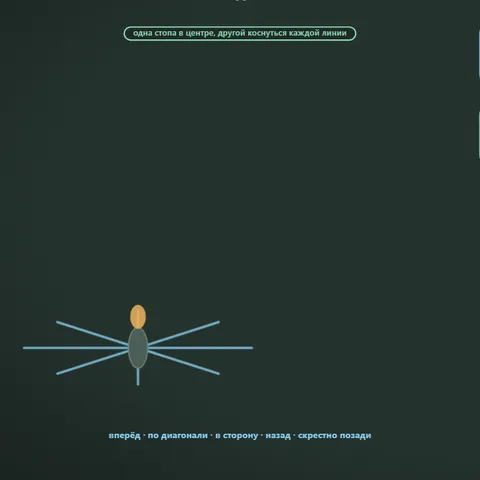 одна стопа в центре, другой коснуться каждой линии
вперёд · по диагонали · в сторону · назад · скрестно позади